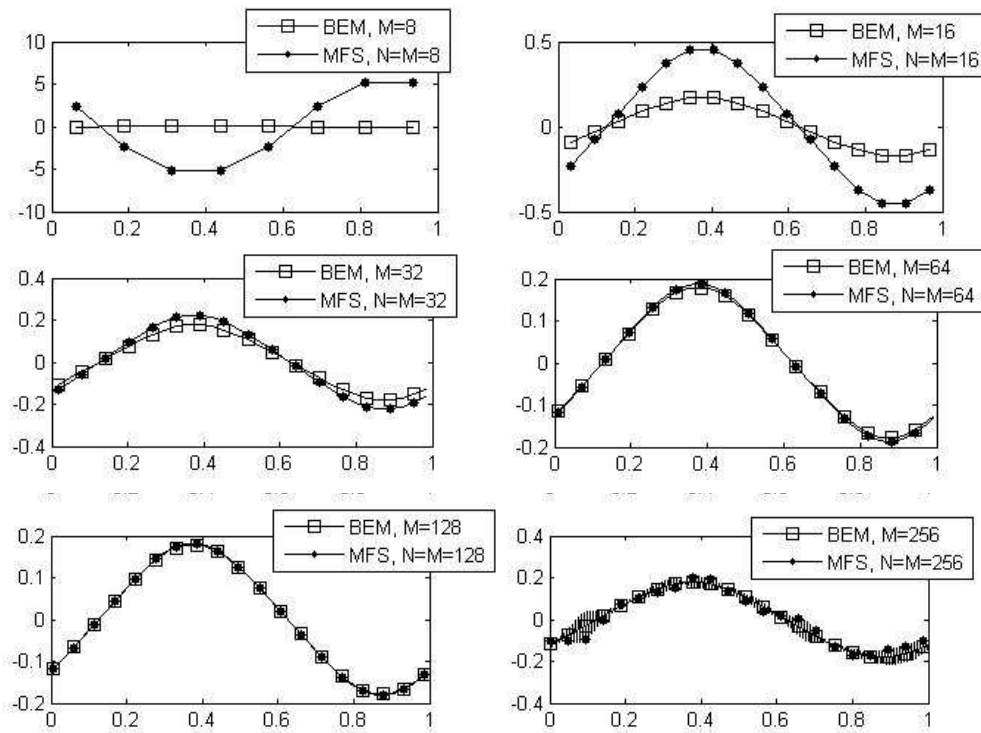 BEM, M=8
MFS, N=M=8
10
5
0
-5
-10
0 0.2 0.4 0.6 0.8 1
BEM, M=16
MFS, N=M=16
0.5
0
-0.5
0 0.2 0.4 0.6 0.8 1
BEM, M=32
MFS, N=M=32
0.4
0.2
0
-0.2
-0.4
0 0.2 0.4 0.6 0.8 1
BEM, M=64
MFS, N=M=64
0.2
0.1
0
-0.1
-0.2
0 0.2 0.4 0.6 0.8 1
BEM, M=128
MFS, N=M=128
0.2
0.1
0
-0.1
-0.2
0 0.2 0.4 0.6 0.8 1
BEM, M=256
MFS, N=M=256
0.4
0.2
0
-0.2
-0.4
0 0.2 0.4 0.6 0.8 1